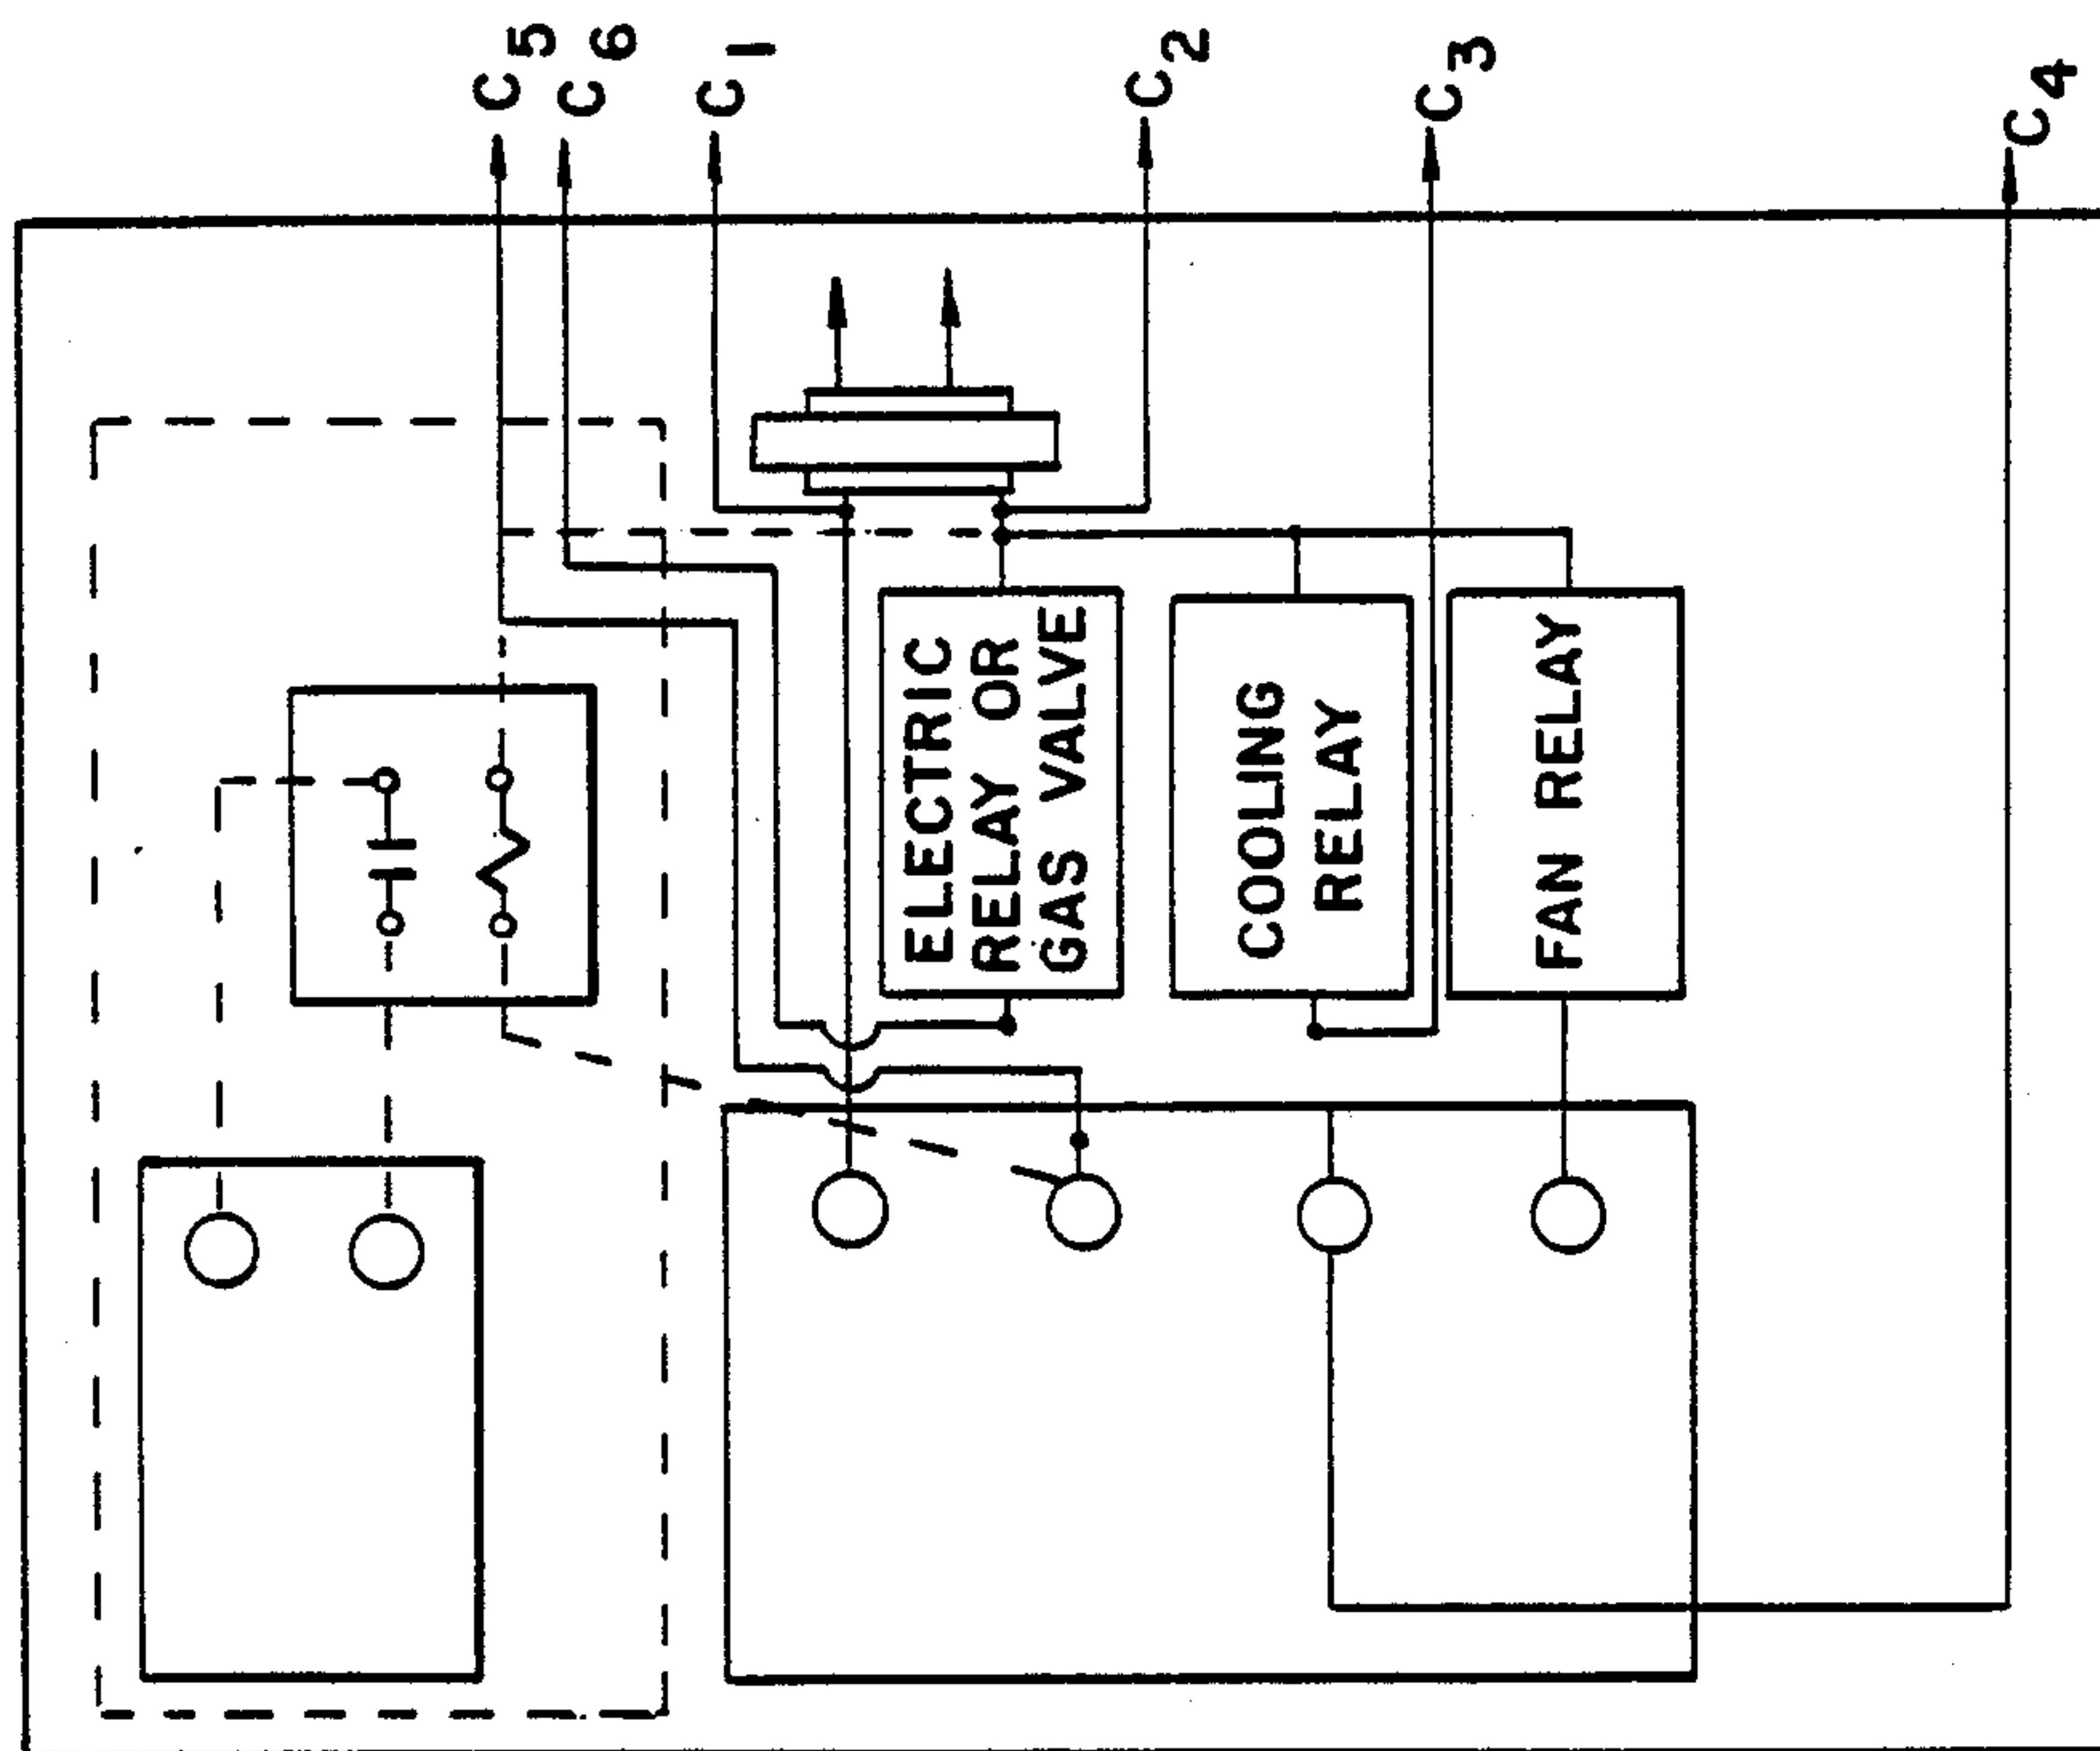 C5
C6
C1
C2
C3
C4
ELECTRIC
RELAY OR
GAS VALVE
COOLING
RELAY
FAN RELAY